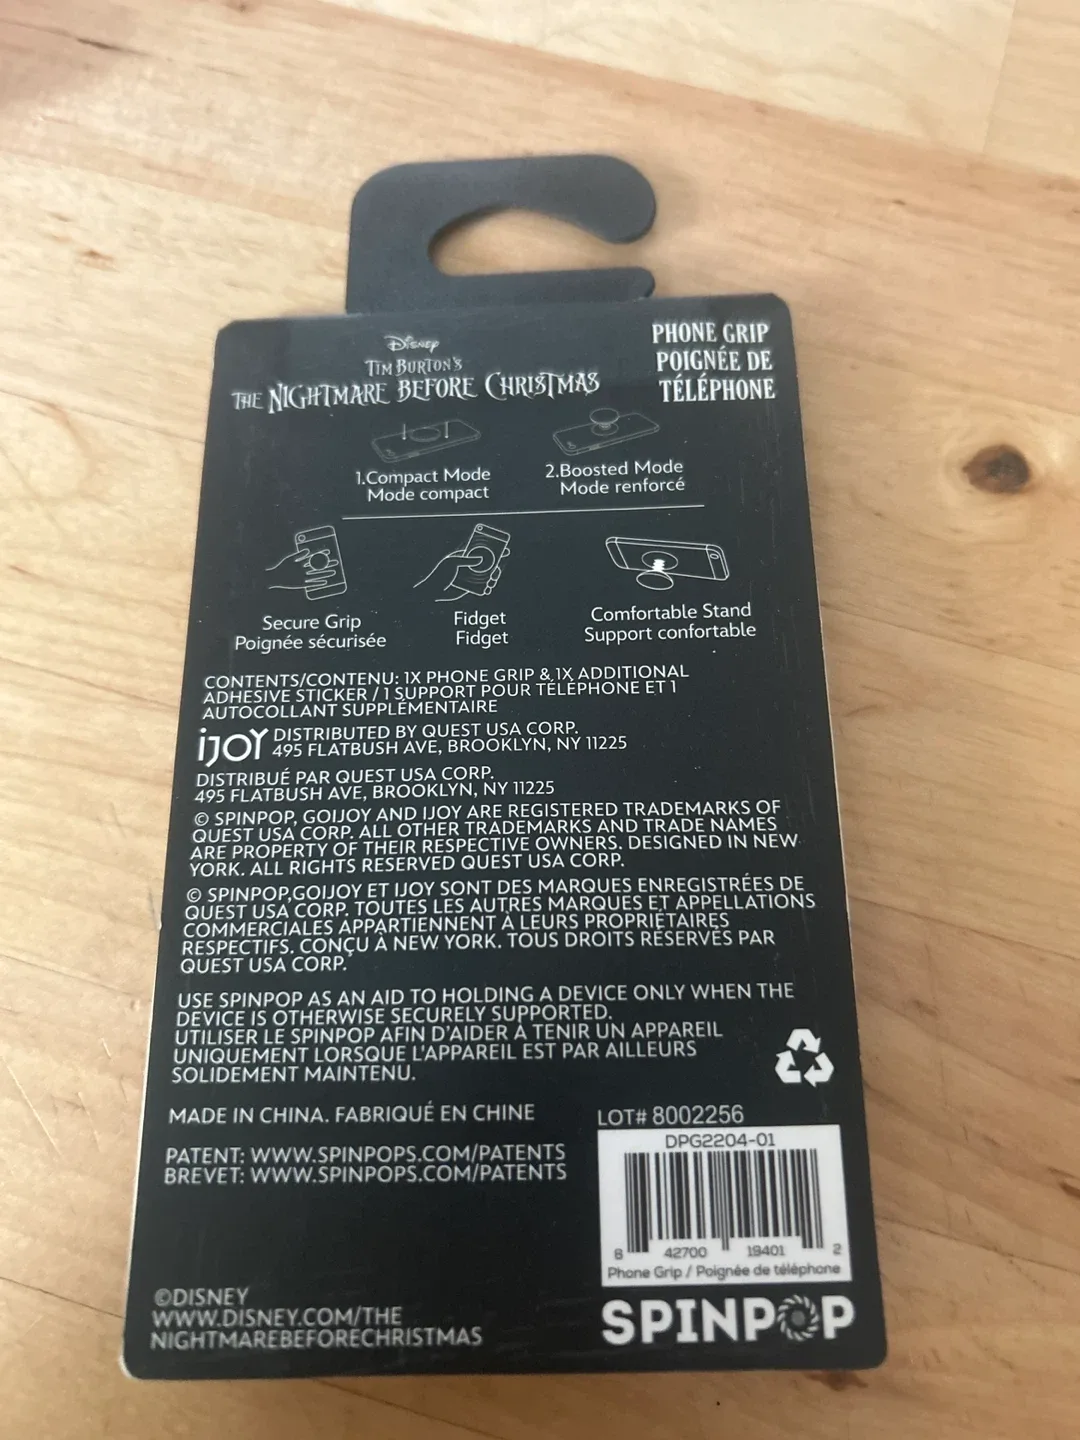 Disney
TIM BURTON'S
THE NIGHTMARE BEFORE CHRISTMAS
PHONE GRIP
POIGNÉE DE
TÉLÉPHONE
1.Compact Mode
Mode compact
2.Boosted Mode
Mode renforcé
Secure Grip
Poignée sécurisée
Fidget
Fidget
Comfortable Stand
Support confortable
CONTENTS/CONTENU: 1X PHONE GRIP & 1X ADDITIONAL
ADHESIVE STICKER / 1 SUPPORT POUR TÉLÉPHONE ET 1
AUTOCOLLANT SUPPLÉMENTAIRE
iJOY
DISTRIBUTED BY QUEST USA CORP.
495 FLATBUSH AVE, BROOKLYN, NY 11225
DISTRIBUÉ PAR QUEST USA CORP.
495 FLATBUSH AVE, BROOKLYN, NY 11225
© SPINPOP, GOIJOY AND IJOY ARE REGISTERED TRADEMARKS OF
QUEST USA CORP. ALL OTHER TRADEMARKS AND TRADE NAMES
ARE PROPERTY OF THEIR RESPECTIVE OWNERS. DESIGNED IN NEW
YORK. ALL RIGHTS RESERVED QUEST USA CORP.
© SPINPOP,GOIJOY ET IJOY SONT DES MARQUES ENREGISTRÉES DE
QUEST USA CORP. TOUTES LES AUTRES MARQUES ET APPELLATIONS
COMMERCIALES APPARTIENNENT À LEURS PROPRIÉTAIRES
RESPECTIFS. CONÇU À NEW YORK. TOUS DROITS RÉSERVÉS PAR
QUEST USA CORP.
USE SPINPOP AS AN AID TO HOLDING A DEVICE ONLY WHEN THE
DEVICE IS OTHERWISE SECURELY SUPPORTED.
UTILISER LE SPINPOP AFIN D'AIDER À TENIR UN APPAREIL
UNIQUEMENT LORSQUE L'APPAREIL EST PAR AILLEURS
SOLIDEMENT MAINTENU.
MADE IN CHINA. FABRIQUÉ EN CHINE
PATENT: WWW.SPINPOPS.COM/PATENTS
BREVET: WWW.SPINPOPS.COM/PATENTS
LOT# 8002256
DPG2204-01
8 42700 19401 2
Phone Grip / Poignée de téléphone
©DISNEY
WWW.DISNEY.COM/THE
NIGHTMAREBEFORECHRISTMAS
SPINPOP